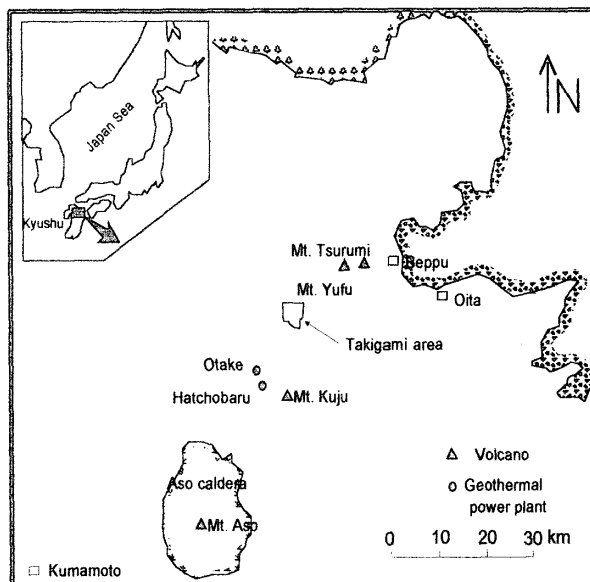 Japan Sea
Kyushu
N
Mt. Tsurumi
Beppu
Mt. Yufu
Oita
Takigami area
Otake
Hatchobaru
Mt. Kuju
Aso caldera
Mt. Aso
Volcano
Geothermal
power plant
0 10 20 30 km
Kumamoto